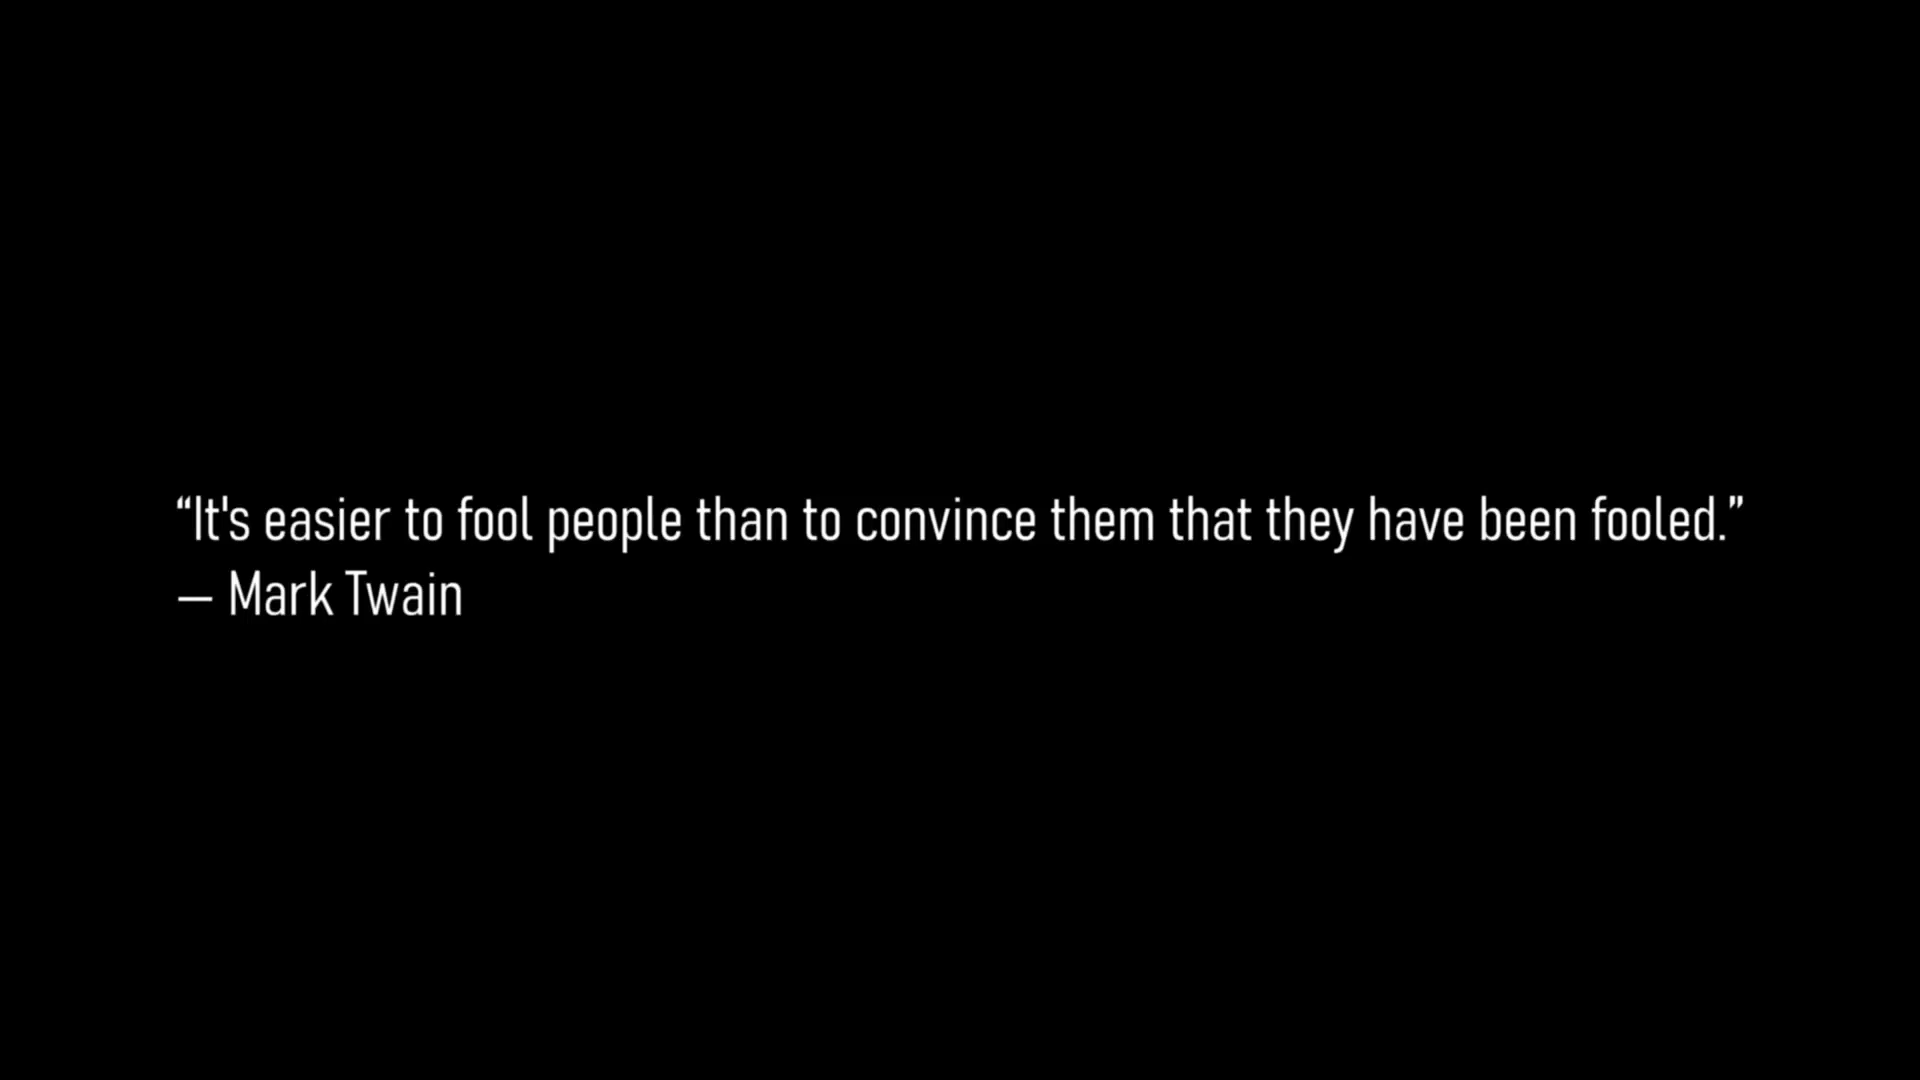 “It's easier to fool people than to convince them that they have been fooled.”
— Mark Twain